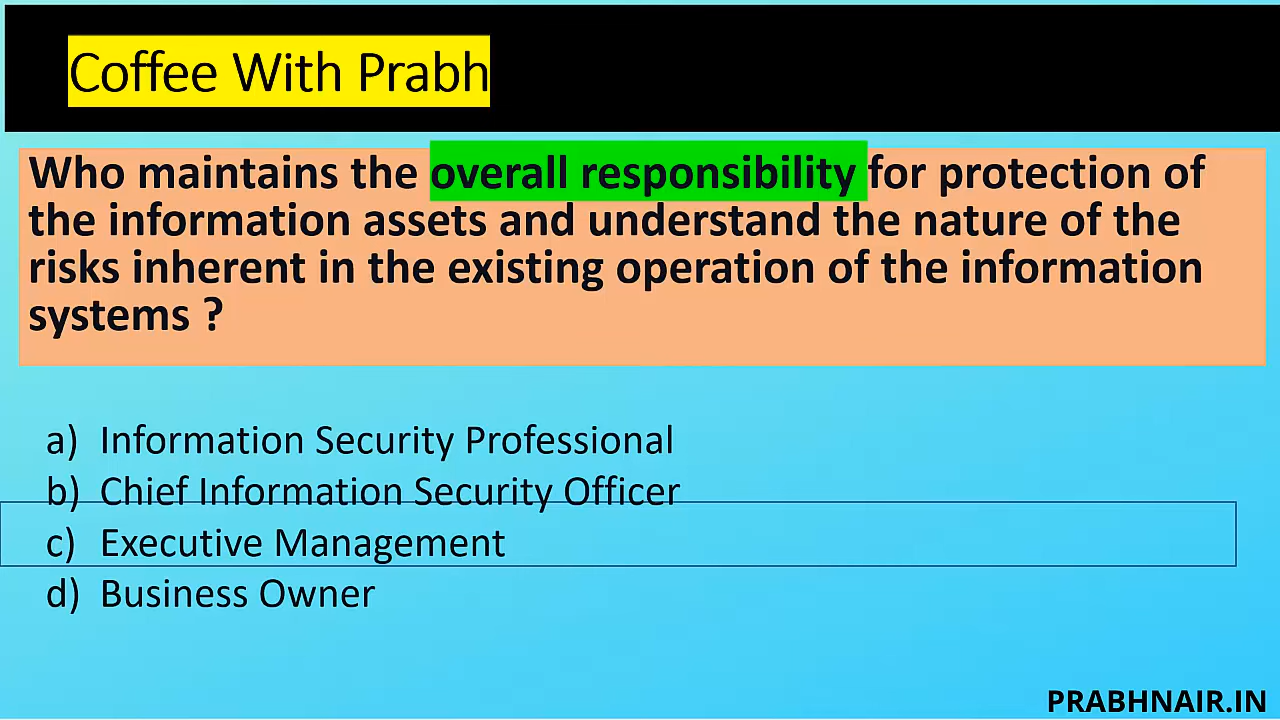 Coffee With Prabh
Who maintains the overall responsibility for protection of
the information assets and understand the nature of the
risks inherent in the existing operation of the information
systems ?
a) Information Security Professional
b) Chief Information Security Officer
c) Executive Management
d) Business Owner
PRABHNAIR.IN